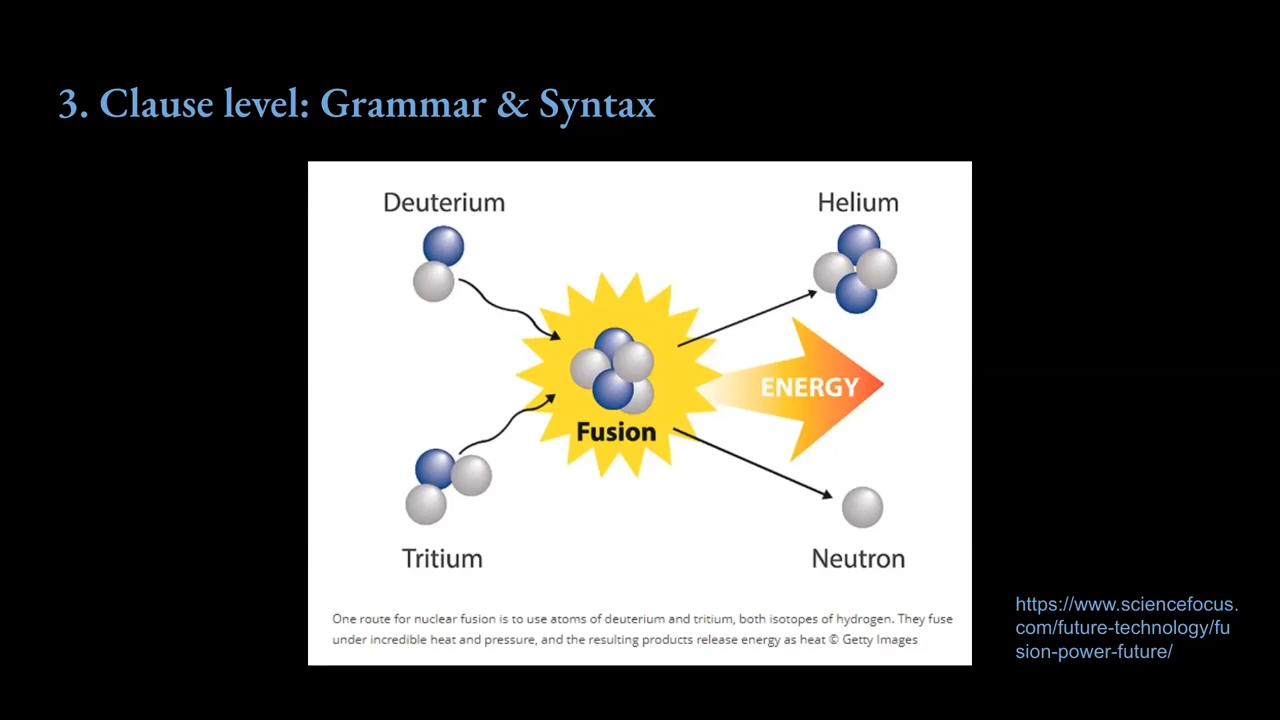 3. Clause level: Grammar & Syntax
Deuterium
Helium
ENERGY
Fusion
Tritium
Neutron
One route for nuclear fusion is to use atoms of deuterium and tritium, both isotopes of hydrogen. They fuse
under incredible heat and pressure, and the resulting products release energy as heat © Getty Images
https://www.sciencefocus.
com/future-technology/fu
sion-power-future/